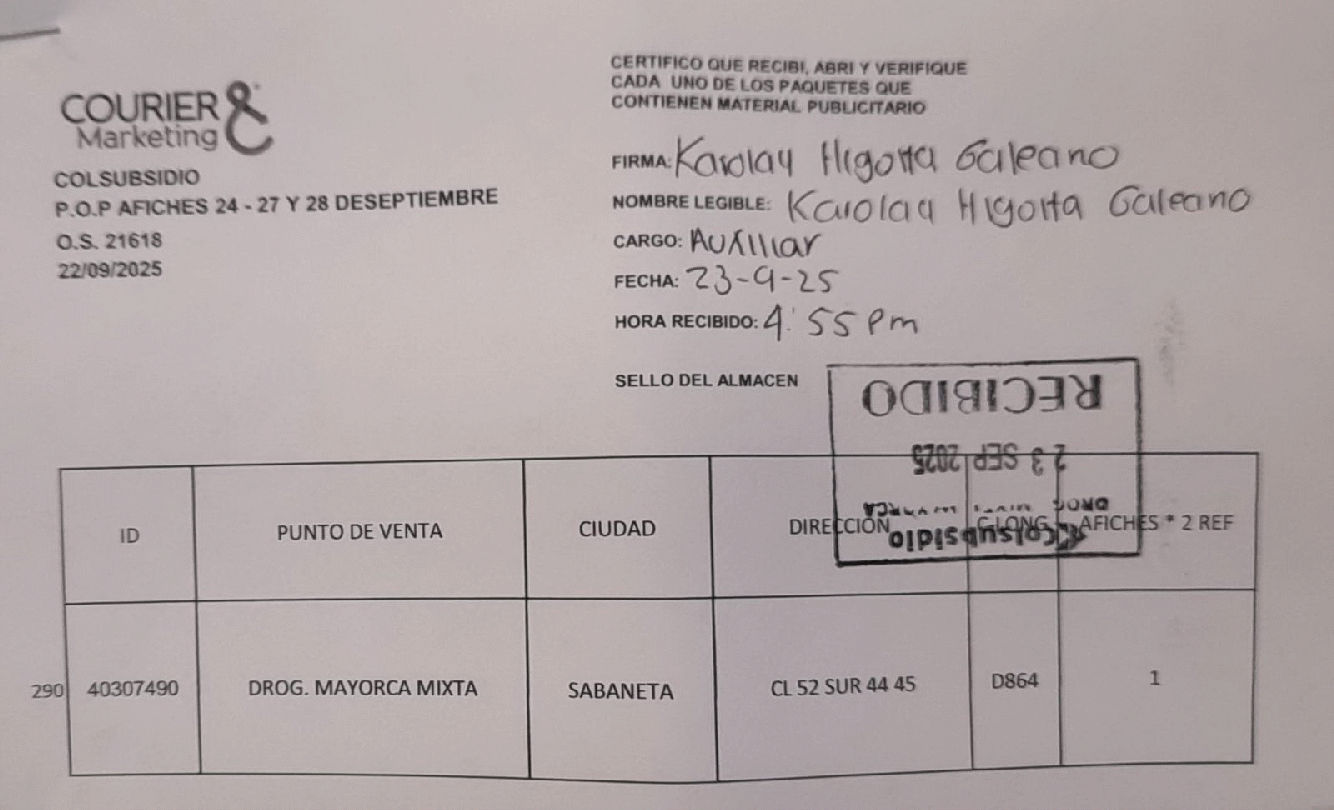 COURIER &
Marketing
COLSUBSIDIO
P.O.P AFICHES 24 - 27 Y 28 DESEPTIEMBRE
O.S. 21618
22/09/2025
CERTIFICO QUE RECIBI, ABRI Y VERIFIQUE
CADA UNO DE LOS PAQUETES QUE
CONTIENEN MATERIAL PUBLICITARIO
FIRMA: Karolay Higoita Galeano
NOMBRE LEGIBLE: Karolay Higoita Galeano
CARGO: Auxiliar
FECHA: 23-9-25
HORA RECIBIDO: 4:55 Pm
SELLO DEL ALMACEN
RECIBIDO
23 SEP 2025
DROG.
Colsubsidio
ID PUNTO DE VENTA CIUDAD DIRECCIÓN C LONG AFICHES * 2 REF
290 40307490 DROG. MAYORCA MIXTA SABANETA CL 52 SUR 44 45 D864 1